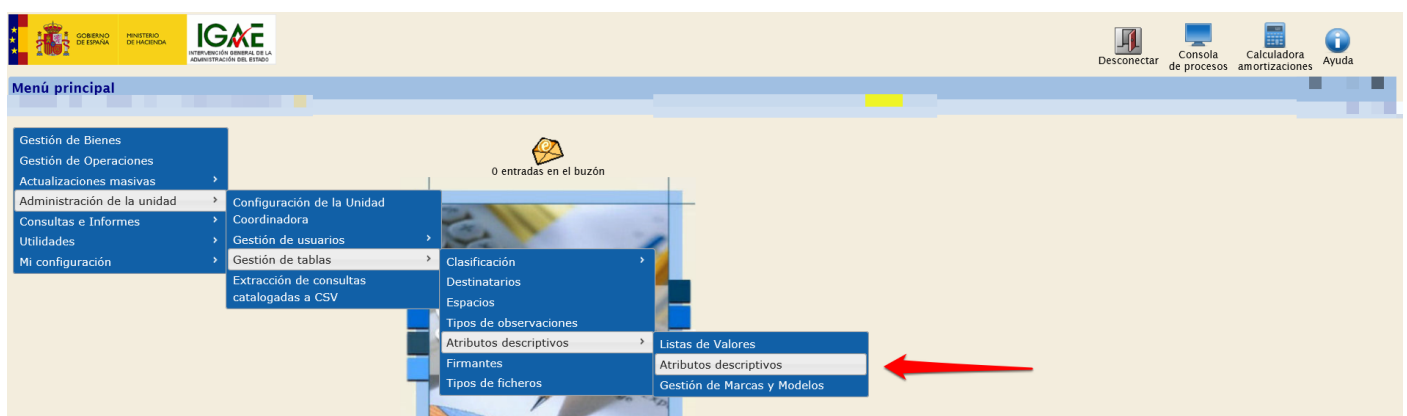 GOBIERNO
DE ESPAÑA
MINISTERIO
DE HACIENDA
IGAE
INTERVENCIÓN GENERAL DE LA
ADMINISTRACIÓN DEL ESTADO
Desconectar
Consola
de procesos
Calculadora
amortizaciones
Ayuda
Menú principal
0 entradas en el buzón
Gestión de Bienes
Gestión de Operaciones
Actualizaciones masivas
Administración de la unidad
Consultas e Informes
Utilidades
Mi configuración
Configuración de la Unidad
Coordinadora
Gestión de usuarios
Gestión de tablas
Extracción de consultas
catalogadas a CSV
Clasificación
Destinatarios
Espacios
Tipos de observaciones
Atributos descriptivos
Firmantes
Tipos de ficheros
Listas de Valores
Atributos descriptivos
Gestión de Marcas y Modelos